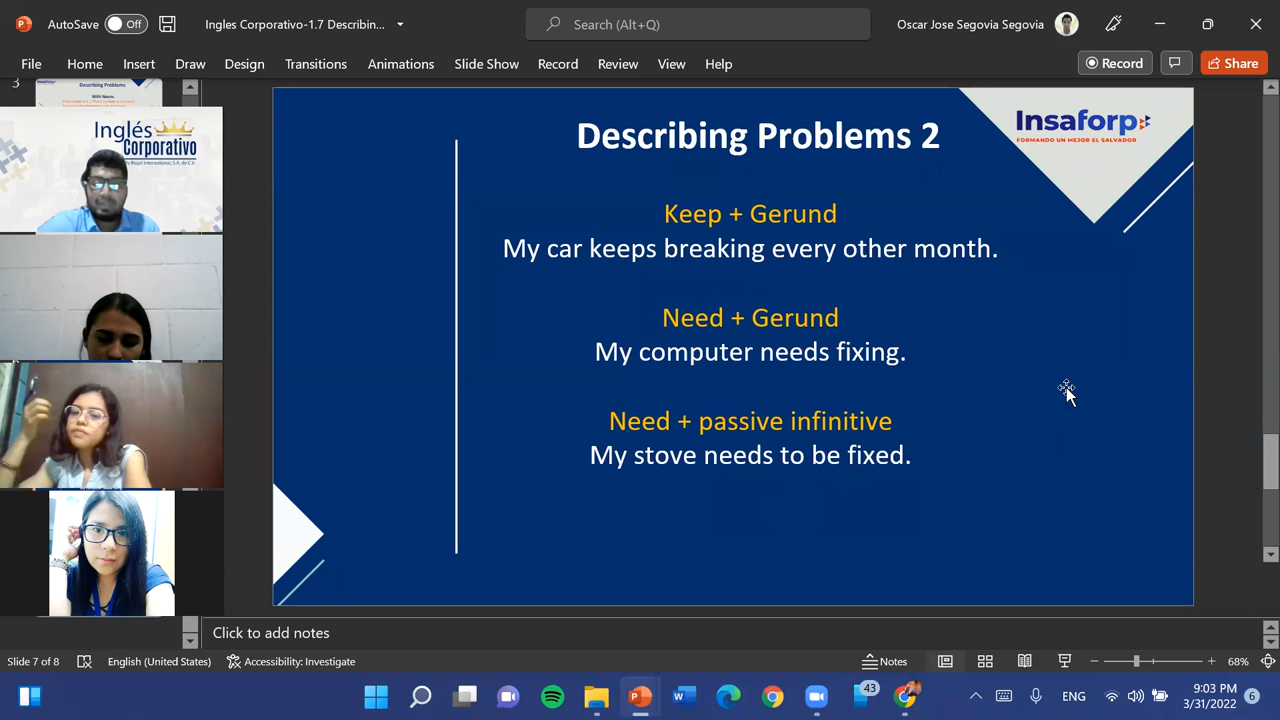 AutoSave
Off
Ingles Corporativo-1.7 Describin...
Search (Alt+Q)
Oscar Jose Segovia Segovia
File
Home
Insert
Draw
Design
Transitions
Animations
Slide Show
Record
Review
View
Help
Record
Share
3
Describing Problems
Inglés
Corporativo
Describing Problems 2
Insaforp
FORMANDO UN MEJOR EL SALVADOR
Keep + Gerund
My car keeps breaking every other month.
Need + Gerund
My computer needs fixing.
Need + passive infinitive
My stove needs to be fixed.
Click to add notes
Slide 7 of 8
English (United States)
Accessibility: Investigate
Notes
68%
43
ENG
9:03 PM
3/31/2022
6